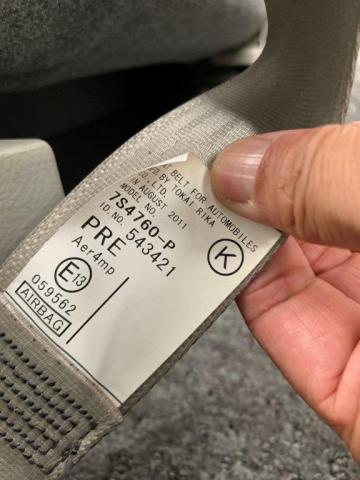 BELT FOR AUTOMOBILES
BY TOKAI RIKA
CO., LTD.
IN AUGUST 2011
MODEL NO.
7S4760-P
ID.NO. 543421
PRE
Aer4mp
E13
059562
AIRBAG
K